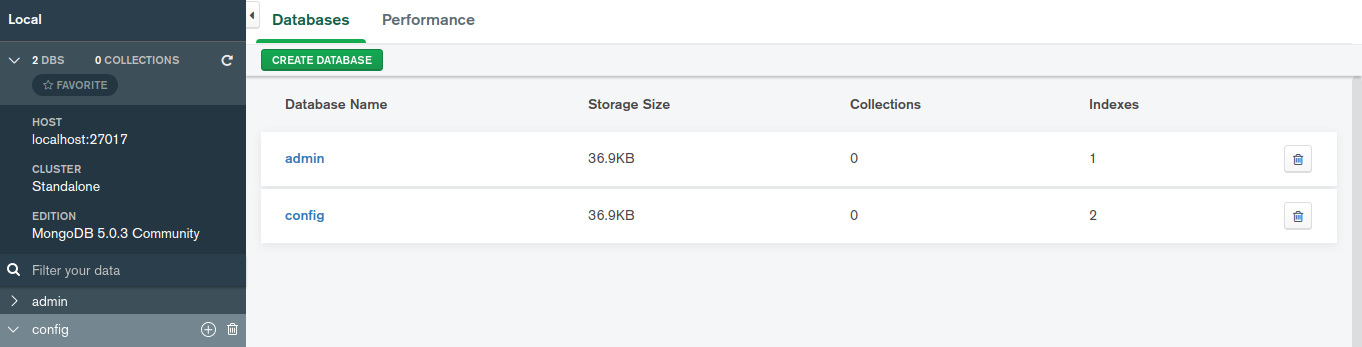 Local
2 DBS 0 COLLECTIONS
FAVORITE
HOST
localhost:27017
CLUSTER
Standalone
EDITION
MongoDB 5.0.3 Community
Filter your data
admin
config
Databases Performance
CREATE DATABASE
Database Name Storage Size Collections Indexes
admin 36.9KB 0 1
config 36.9KB 0 2